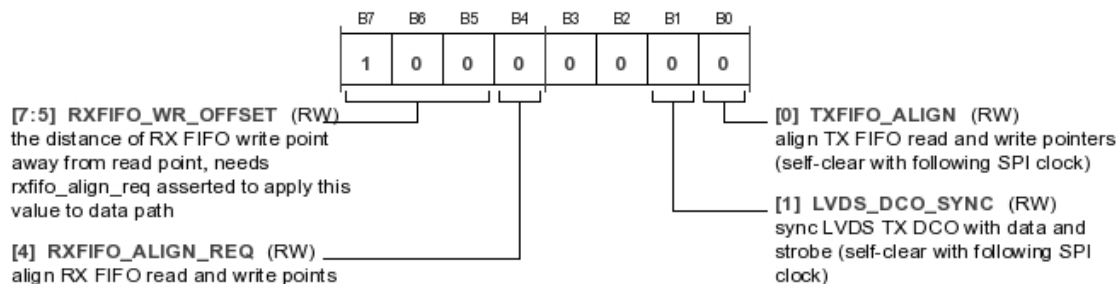 B7 B6 B5 B4 B3 B2 B1 B0
1 0 0 0 0 0 0 0
[7:5] RXFIFO_WR_OFFSET (RW)
the distance of RX FIFO write point
away from read point, needs
rxfifo_align_req asserted to apply this
value to data path
[4] RXFIFO_ALIGN_REQ (RW)
align RX FIFO read and write points
[0] TXFIFO_ALIGN (RW)
align TX FIFO read and write pointers
(self-clear with following SPI clock)
[1] LVDS_DCO_SYNC (RW)
sync LVDS TX DCO with data and
strobe (self-clear with following SPI
clock)